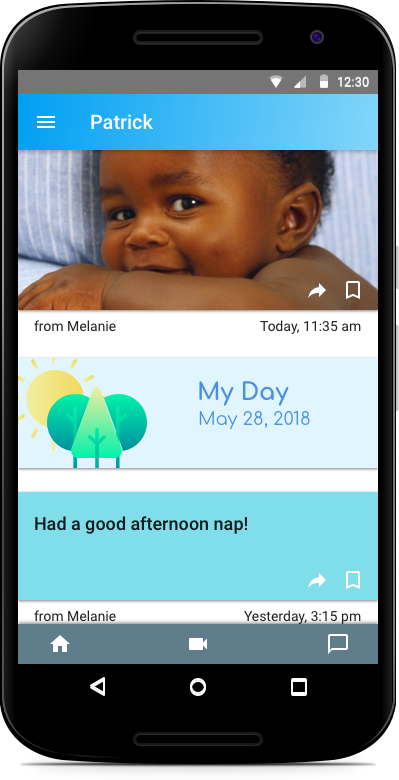 12:30
Patrick
from Melanie Today, 11:35 am
My Day
May 28, 2018
Had a good afternoon nap!
from Melanie Yesterday, 3:15 pm